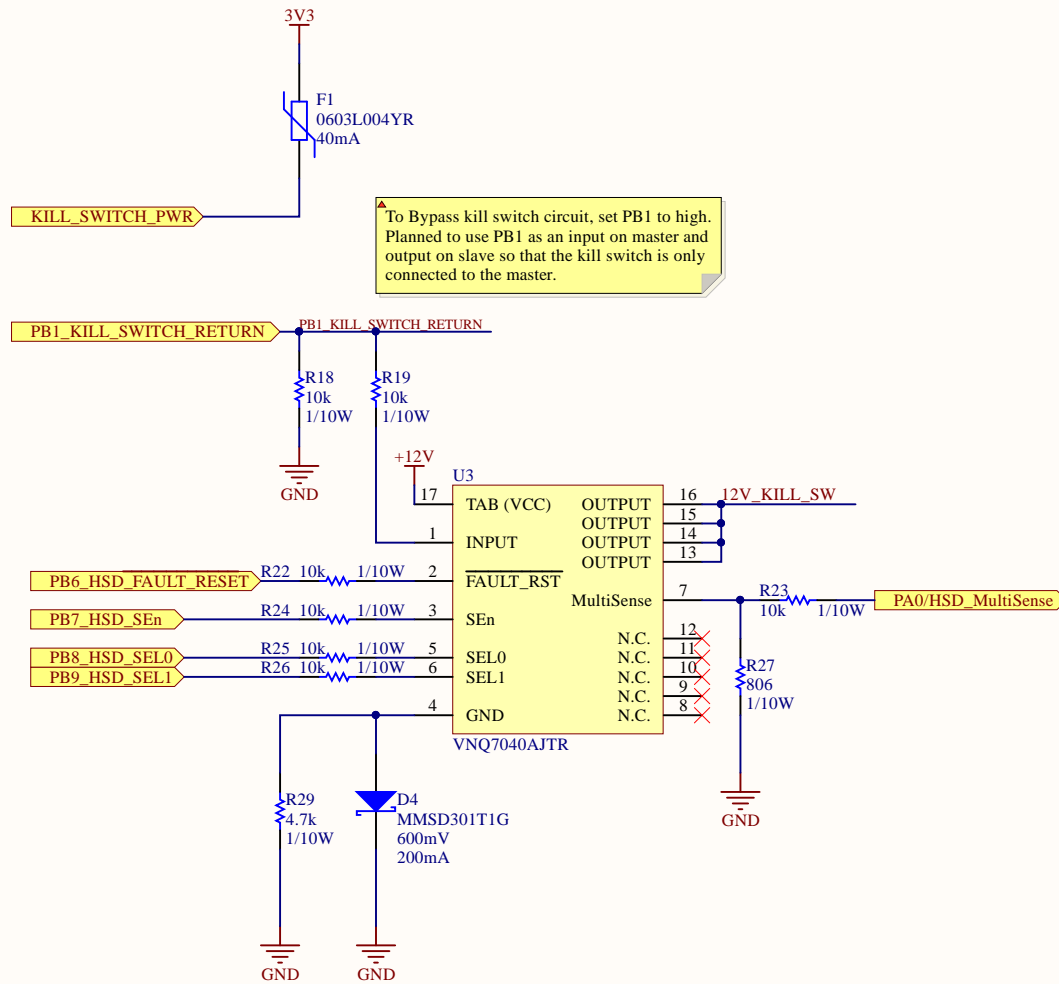 3V3
F1
0603L004YR
40mA
KILL_SWITCH_PWR
To Bypass kill switch circuit, set PB1 to high.
Planned to use PB1 as an input on master and
output on slave so that the kill switch is only
connected to the master.
PB1_KILL_SWITCH_RETURN
PB1_KILL_SWITCH_RETURN
R18
10k
1/10W
R19
10k
1/10W
GND
+12V
U3
17 TAB (VCC) OUTPUT 16 12V_KILL_SW
OUTPUT 15
1 INPUT OUTPUT 14
OUTPUT 13
PB6_HSD_FAULT_RESET R22 10k 1/10W 2 FAULT_RST
MultiSense 7 R23 10k 1/10W PA0/HSD_MultiSense
PB7_HSD_SEn R24 10k 1/10W 3 SEn
N.C. 12
PB8_HSD_SEL0 R25 10k 1/10W 5 SEL0 N.C. 11
PB9_HSD_SEL1 R26 10k 1/10W 6 SEL1 N.C. 10
N.C. 9
4 GND N.C. 8
R27
806
1/10W
VNQ7040AJTR
GND
R29
4.7k
1/10W
D4
MMSD301T1G
600mV
200mA
GND
GND